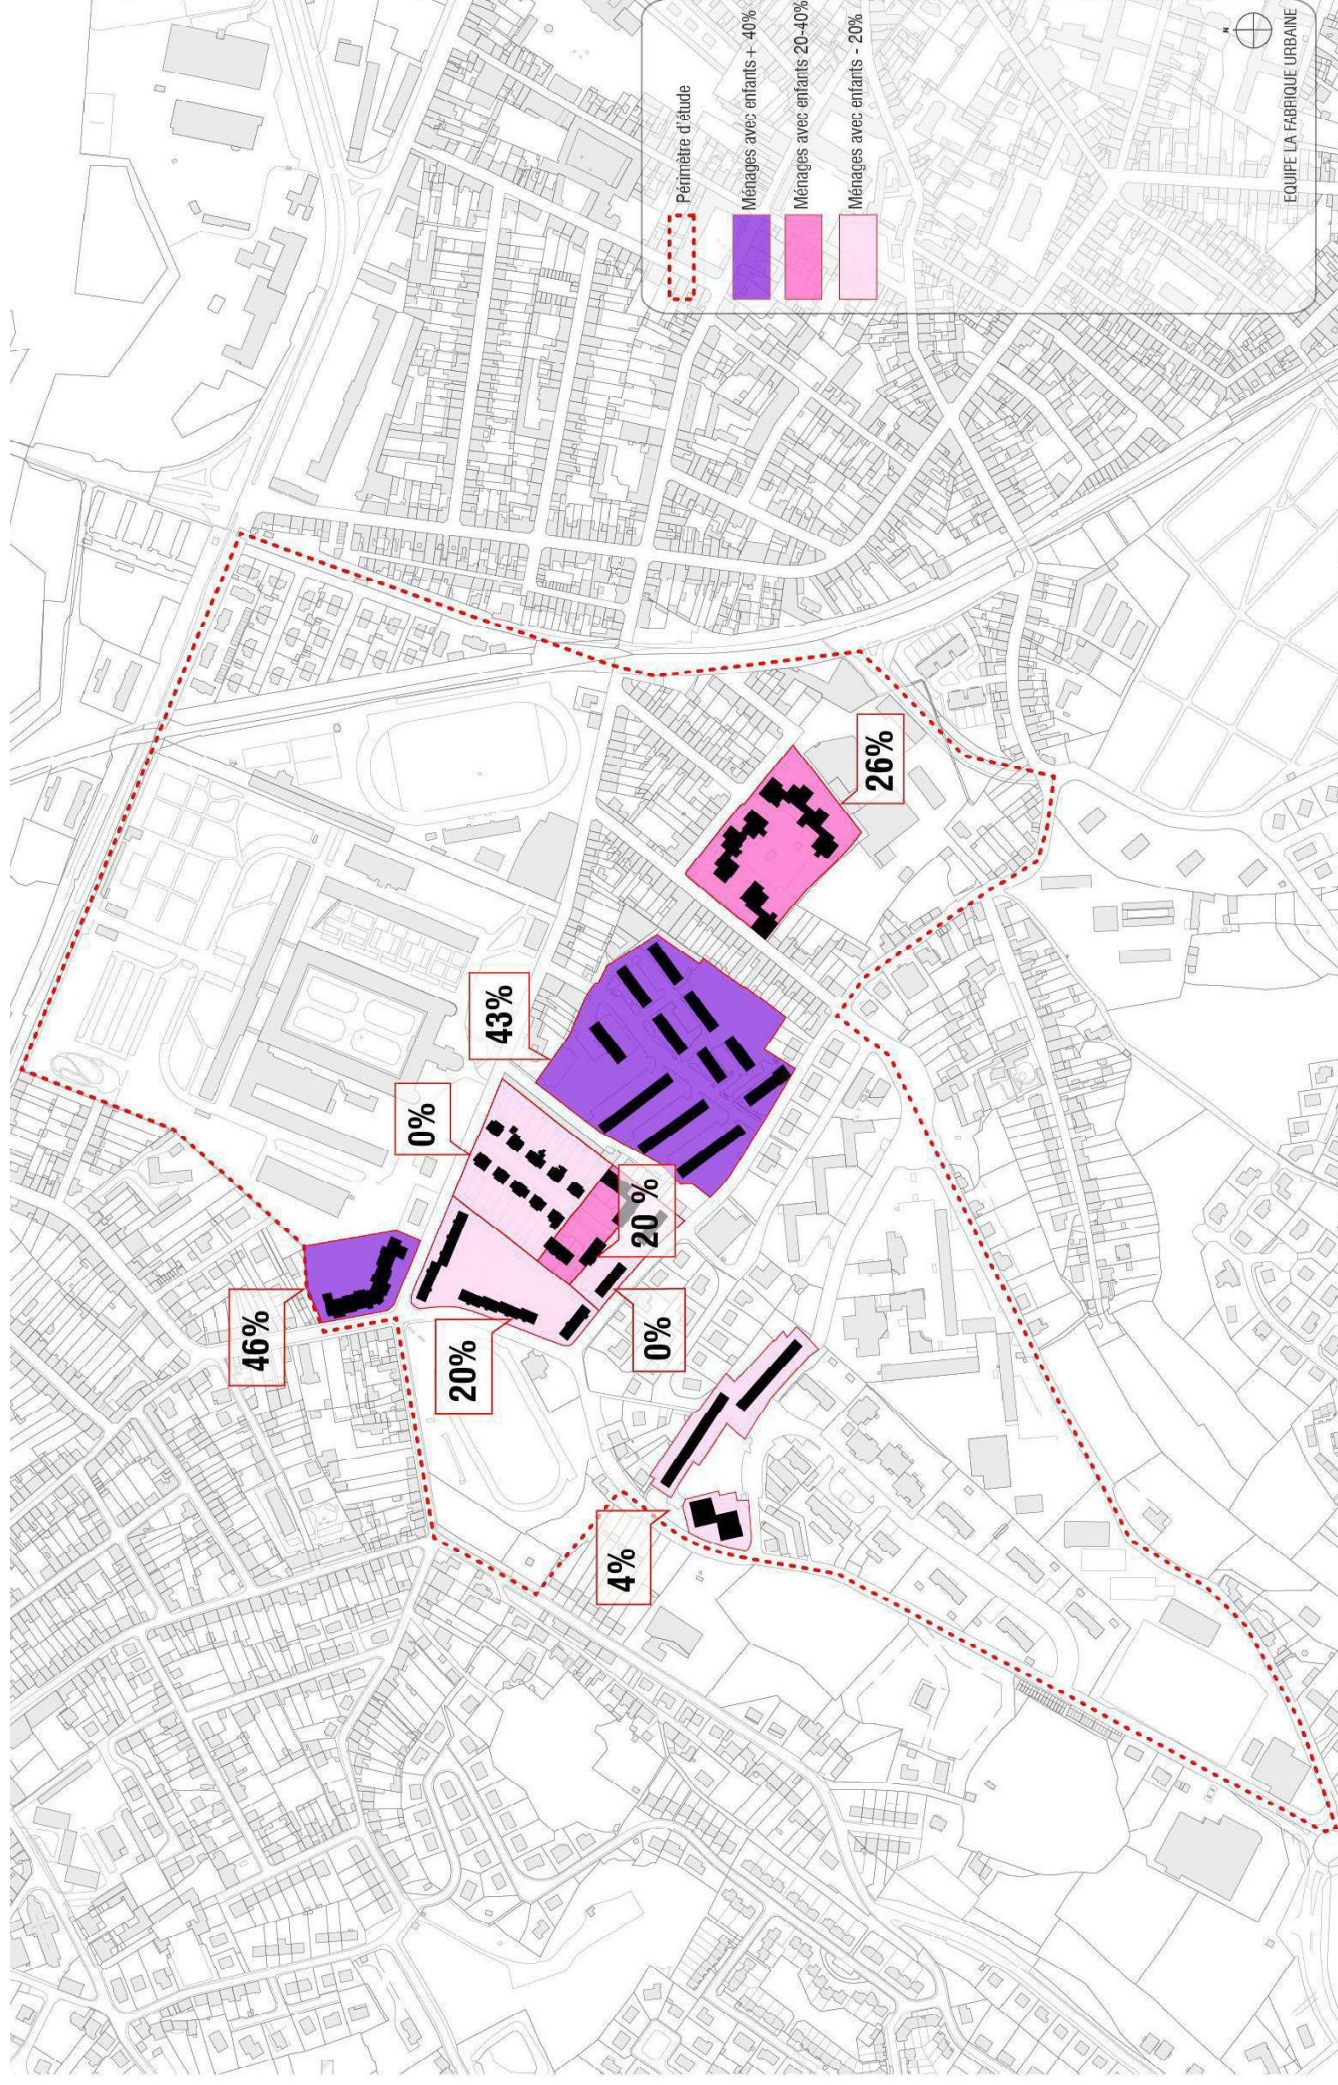 46%
20%
0%
43%
4%
0%
20 %
26%
Périmètre d'étude
Ménages avec enfants + 40%
Ménages avec enfants 20-40%
Ménages avec enfants - 20%
N
EQUIPE LA FABRIQUE URBAINE